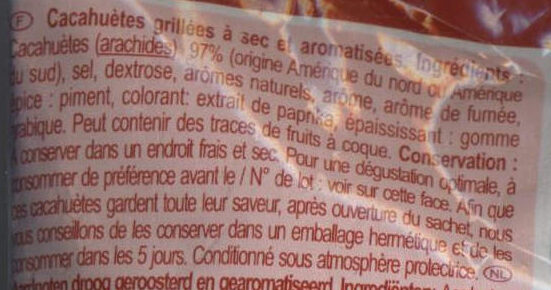 F Cacahuètes grillées à sec et aromatisées. Ingrédients :
Cacahuètes (arachides) 97% (origine Amérique du nord ou Amérique
du sud), sel, dextrose, arômes naturels, arôme, arôme de fumée,
épice : piment, colorant: extrait de paprika, épaississant : gomme
arabique. Peut contenir des traces de fruits à coque. Conservation :
A conserver dans un endroit frais et sec. Pour une dégustation optimale, à
consommer de préférence avant le / N° de lot : voir sur cette face. Afin que
ces cacahuètes gardent toute leur saveur, après ouverture du sachet, nous
vous conseillons de les conserver dans un emballage hermétique et de les
consommer dans les 5 jours. Conditionné sous atmosphère protectrice. NL
droog geroosterd en gearomatiseerd. Ingrediënten: